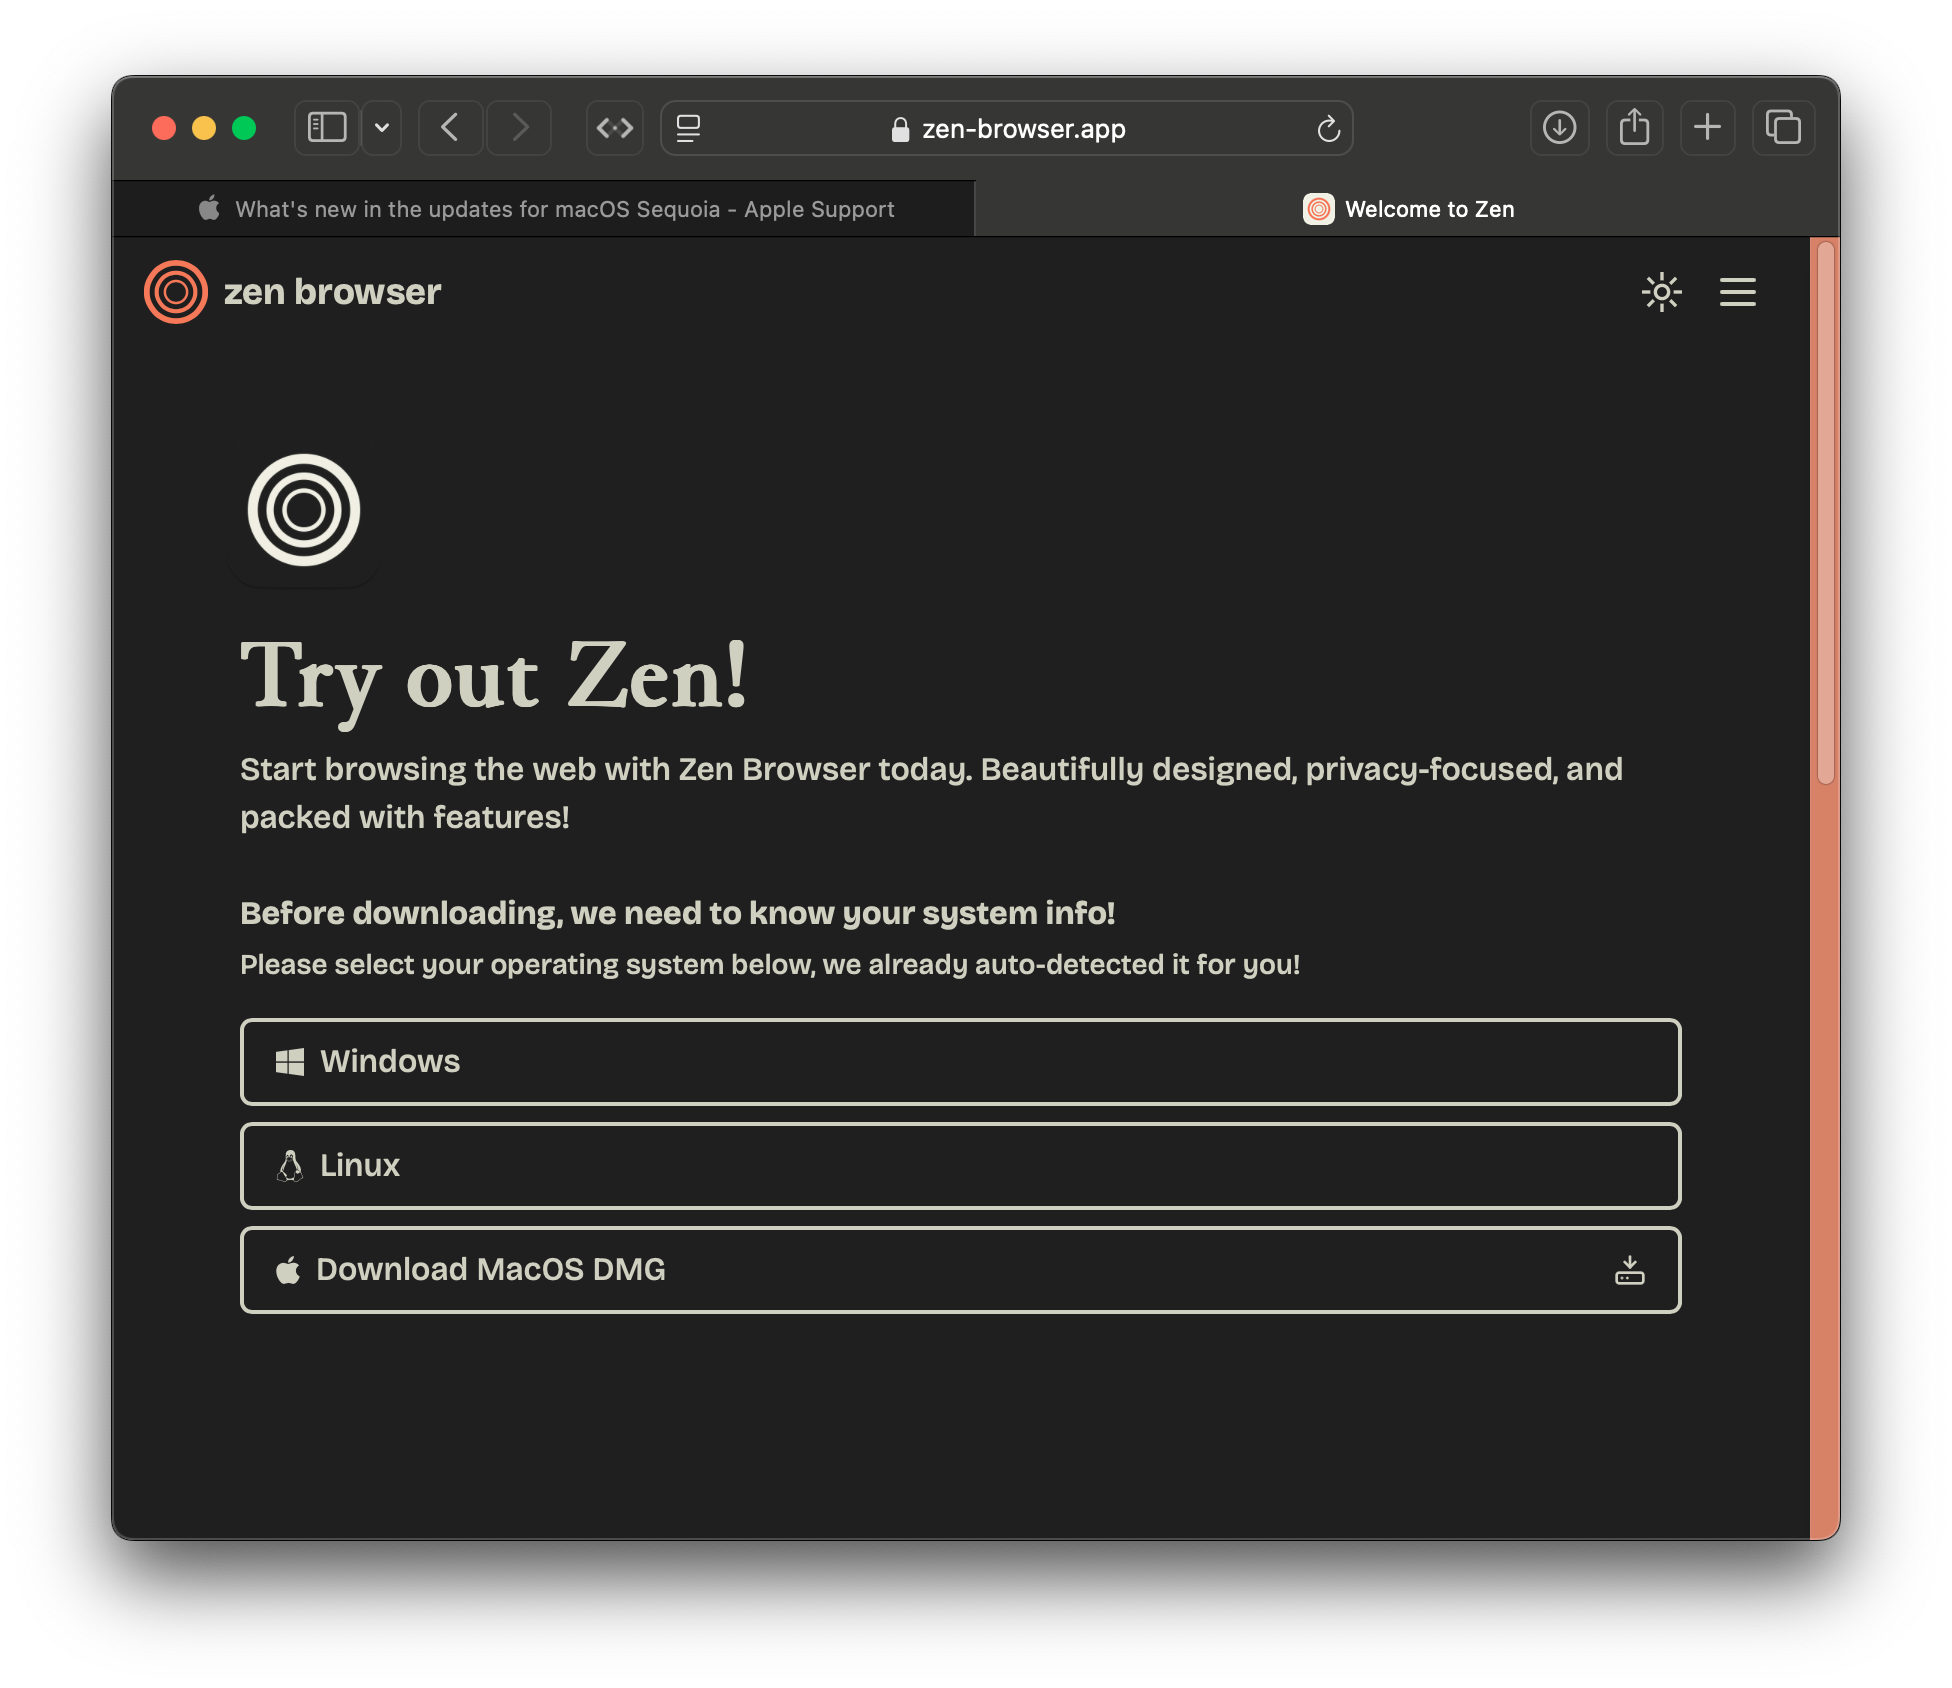 zen-browser.app
What's new in the updates for macOS Sequoia - Apple Support
Welcome to Zen
zen browser
Try out Zen!
Start browsing the web with Zen Browser today. Beautifully designed, privacy-focused, and
packed with features!
Before downloading, we need to know your system info!
Please select your operating system below, we already auto-detected it for you!
Windows
Linux
Download MacOS DMG